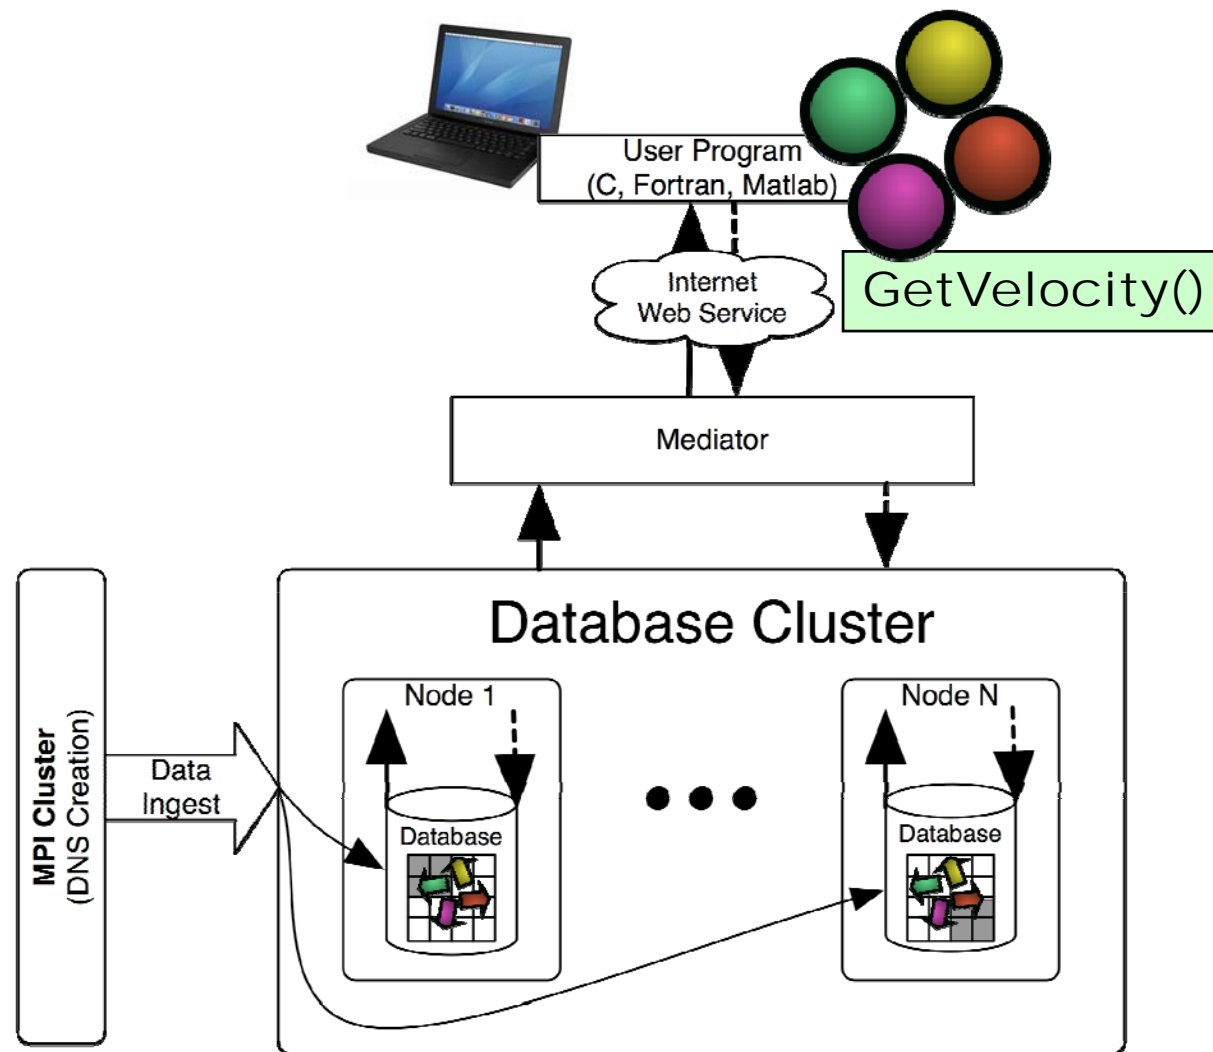 User Program
(C, Fortran, Matlab)
Internet
Web Service
GetVelocity()
Mediator
Database Cluster
MPI Cluster
(DNS Creation)
Data
Ingest
Node 1
Database
Node N
Database